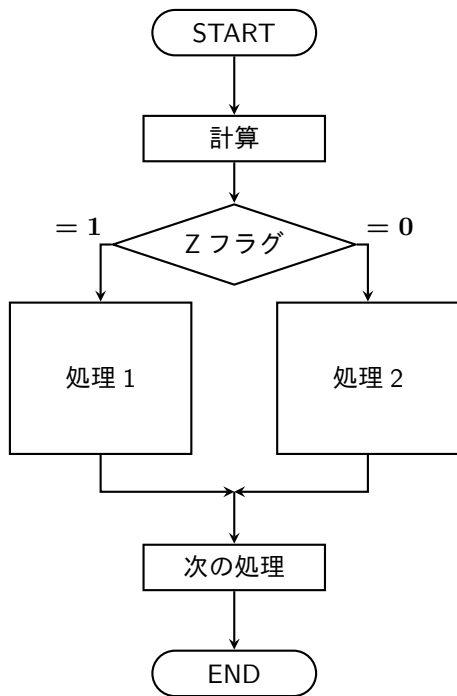 START
計算
= 1
Z フラグ
= 0
処理 1
処理 2
次の処理
END